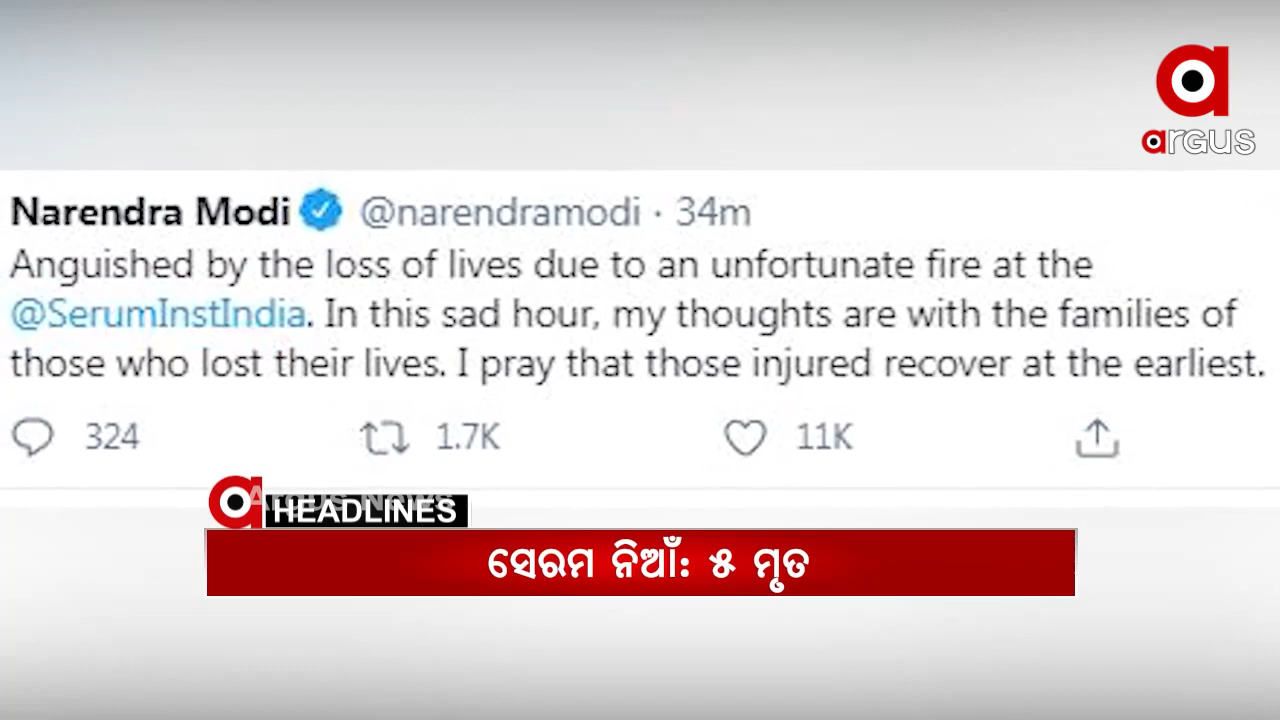 argus
Narendra Modi @narendramodi · 34m
Anguished by the loss of lives due to an unfortunate fire at the
@SerumInstIndia. In this sad hour, my thoughts are with the families of
those who lost their lives. I pray that those injured recover at the earliest.
324 1.7K 11K
Argus News
HEADLINES
ସେରମ ନିଆଁ: ୫ ମୃତ